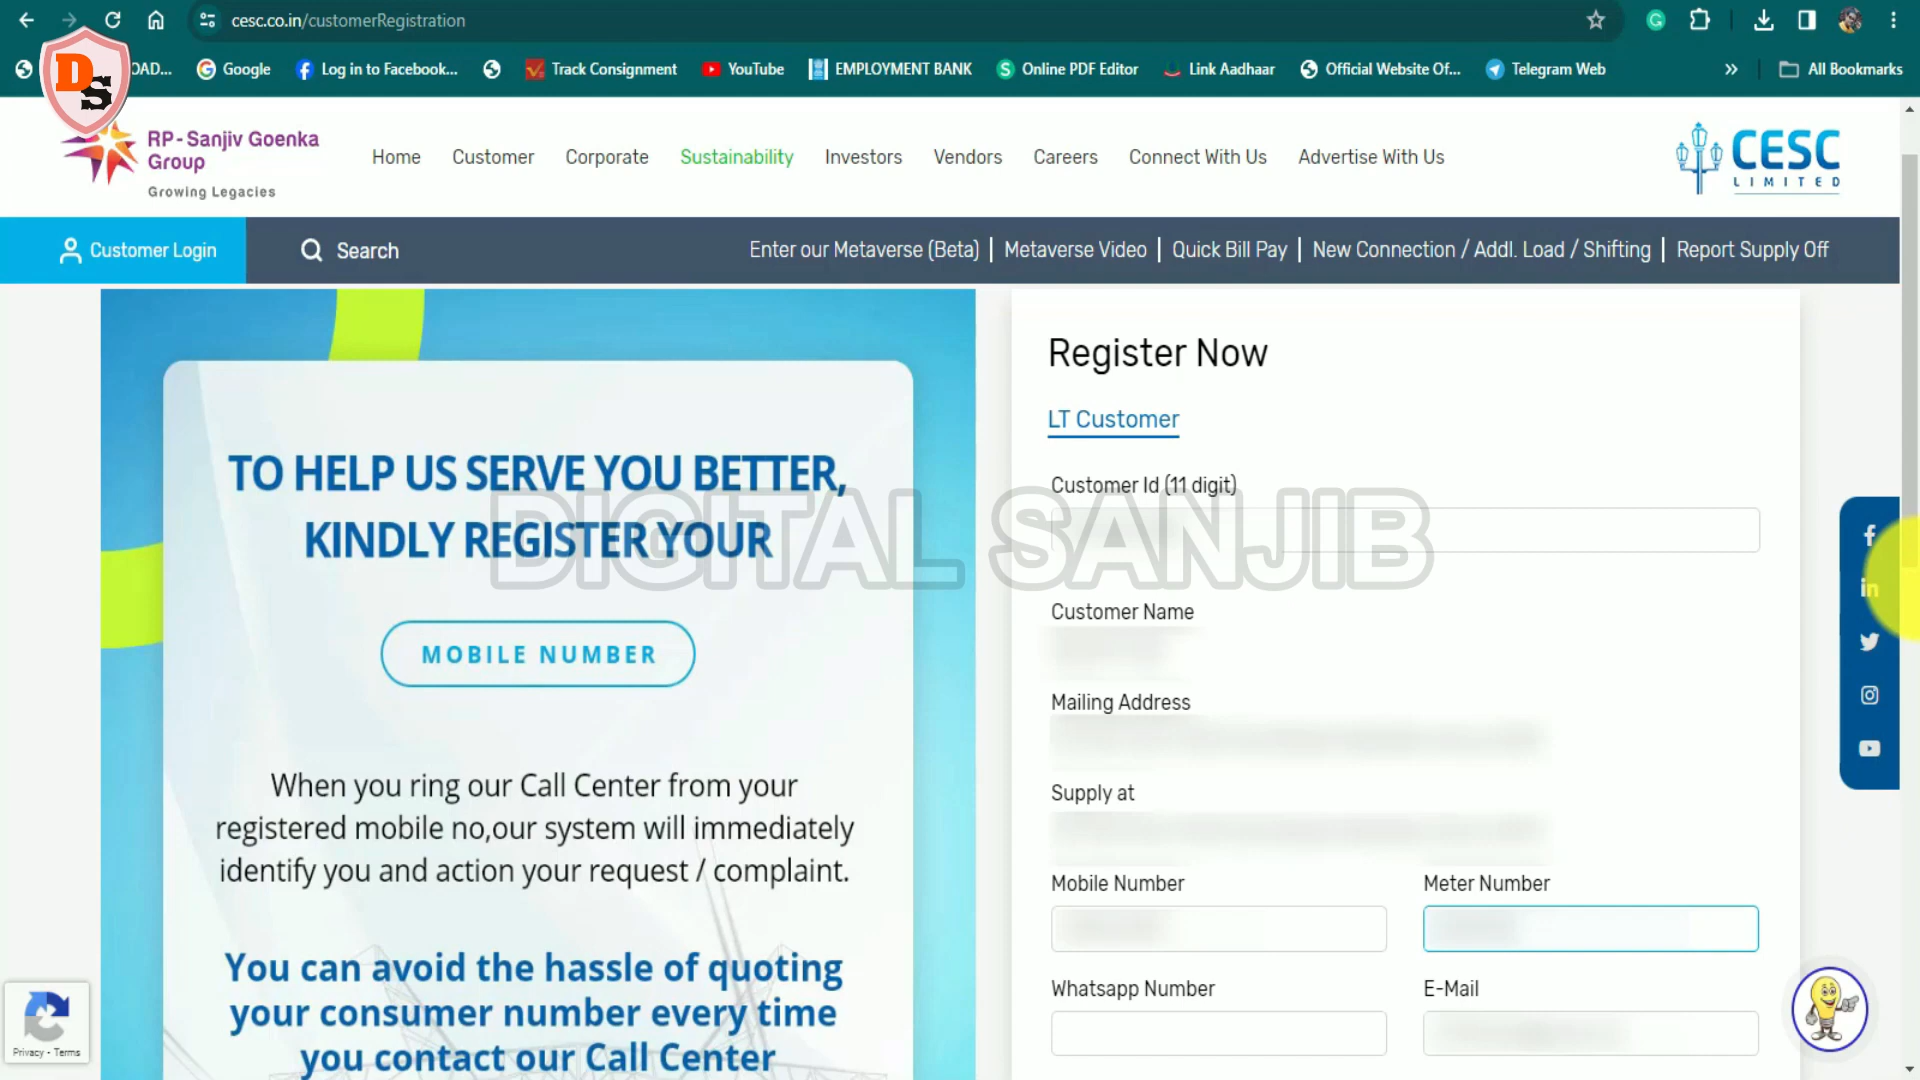 cesc.co.in/customerRegistration
OAD...
Google
Log in to Facebook...
Track Consignment
YouTube
EMPLOYMENT BANK
Online PDF Editor
Link Aadhaar
Official Website Of...
Telegram Web
All Bookmarks
DS
RP-Sanjiv Goenka
Group
Growing Legacies
Home
Customer
Corporate
Sustainability
Investors
Vendors
Careers
Connect With Us
Advertise With Us
CESC
LIMITED
Customer Login
Search
Enter our Metaverse (Beta)
Metaverse Video
Quick Bill Pay
New Connection / Addl. Load / Shifting
Report Supply Off
TO HELP US SERVE YOU BETTER,
KINDLY REGISTER YOUR
MOBILE NUMBER
When you ring our Call Center from your
registered mobile no,our system will immediately
identify you and action your request / complaint.
You can avoid the hassle of quoting
your consumer number every time
you contact our Call Center
DIGITAL SANJIB
Register Now
LT Customer
Customer Id (11 digit)
Customer Name
Mailing Address
Supply at
Mobile Number
Meter Number
Whatsapp Number
E-Mail
Privacy - Terms